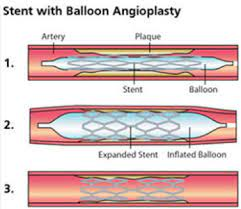 Stent with Balloon Angioplasty
Artery Plaque
1.
Stent Balloon
2.
Expanded Stent Inflated Balloon
3.